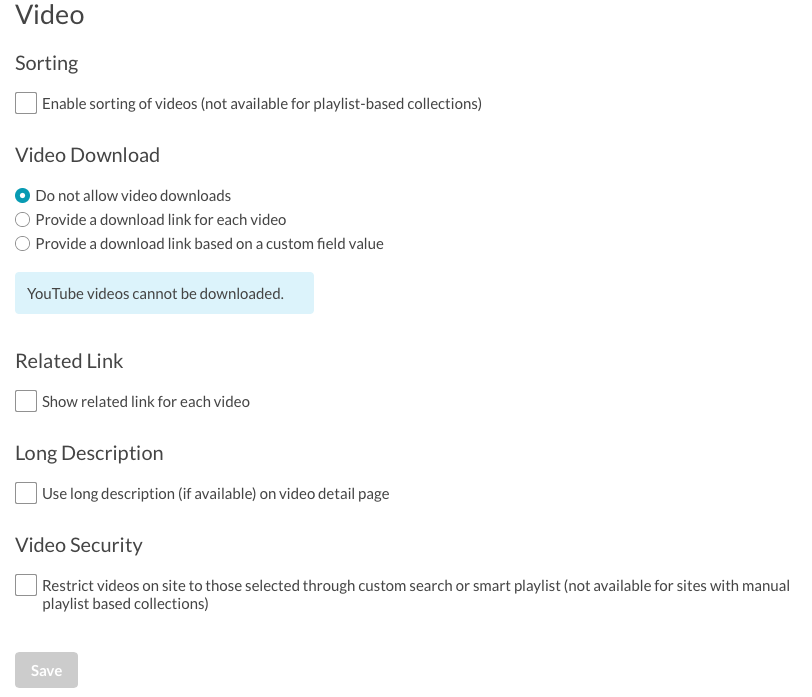 Video
Sorting
Enable sorting of videos (not available for playlist-based collections)
Video Download
Do not allow video downloads
Provide a download link for each video
Provide a download link based on a custom field value
YouTube videos cannot be downloaded.
Related Link
Show related link for each video
Long Description
Use long description (if available) on video detail page
Video Security
Restrict videos on site to those selected through custom search or smart playlist (not available for sites with manual
playlist based collections)
Save